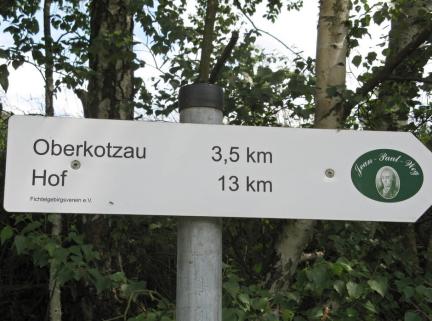 Oberkotzau 3,5 km
Hof 13 km
Fichtelgebirgsverein e.V.
Jean-Paul-Weg